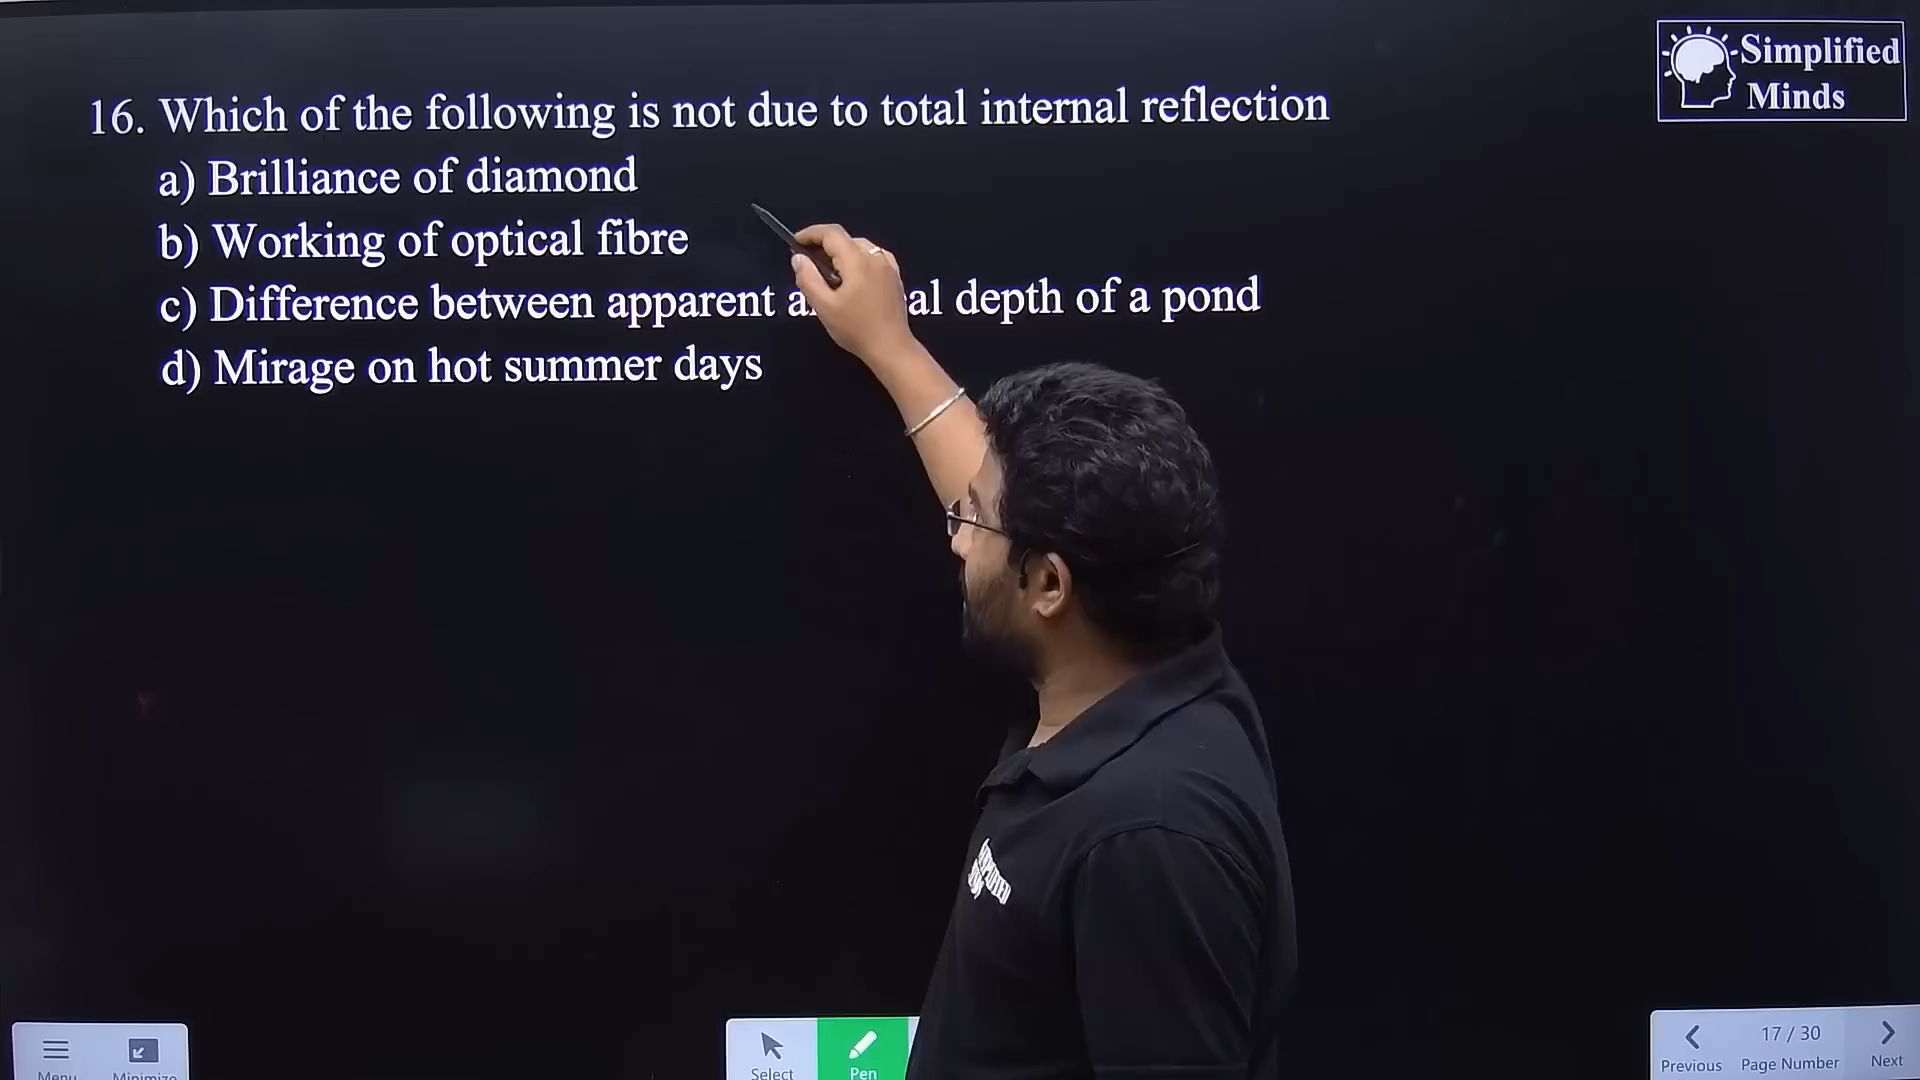 Simplified
Minds
16. Which of the following is not due to total internal reflection
a) Brilliance of diamond
b) Working of optical fibre
c) Difference between apparent al depth of a pond
d) Mirage on hot summer days
Menu
Minimize
Select
Pen
Previous
17 / 30
Page Number
Next